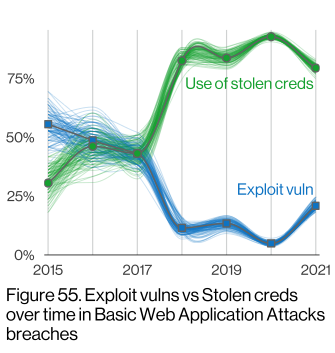 75%
Use of stolen creds
50%
25%
Exploit vuln
0%
2015 2017 2019 2021
Figure 55. Exploit vulns vs Stolen creds
over time in Basic Web Application Attacks
breaches